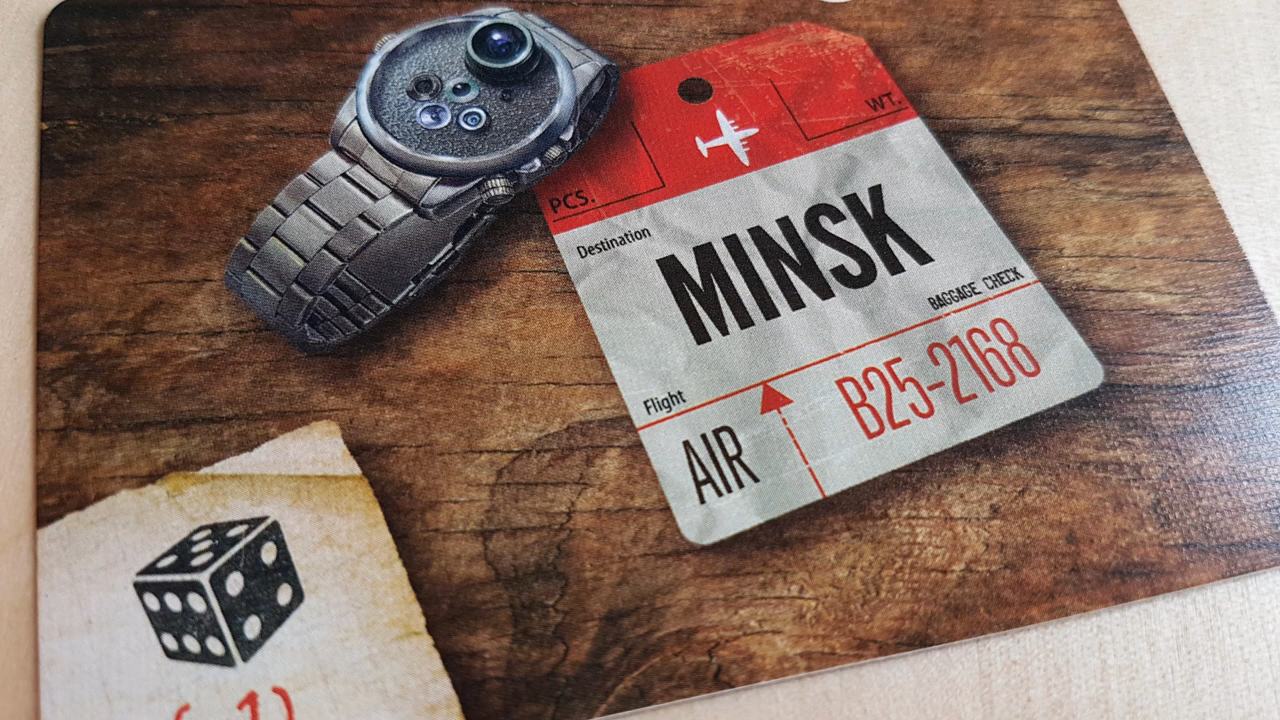 WT.
PCS.
Destination
MINSK
BAGGAGE CHECK
Flight
AIR
B25-2168